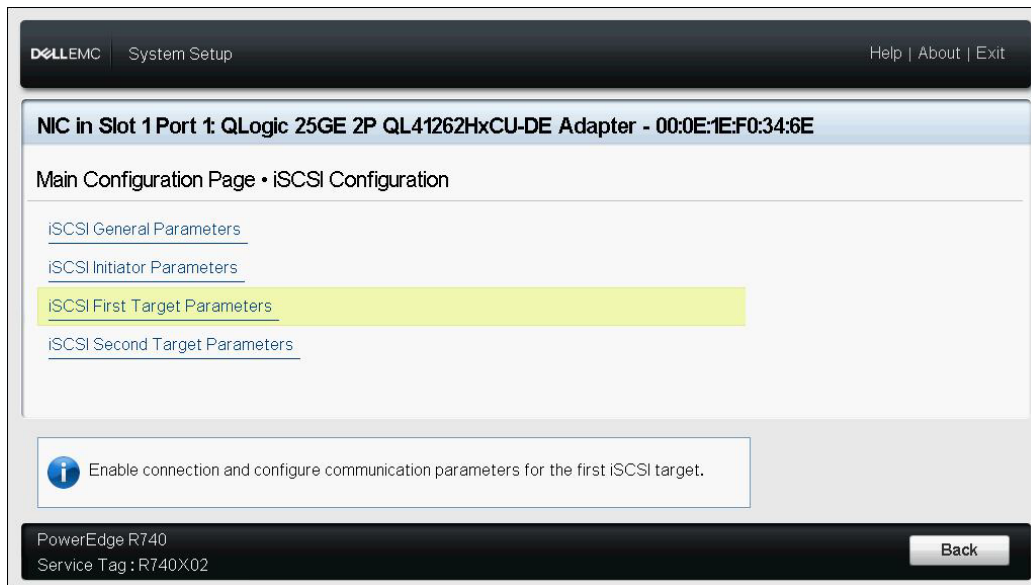 DELLEMC System Setup Help | About | Exit
NIC in Slot 1 Port 1: QLogic 25GE 2P QL41262HxCU-DE Adapter - 00:0E:1E:F0:34:6E
Main Configuration Page • iSCSI Configuration
iSCSI General Parameters
iSCSI Initiator Parameters
iSCSI First Target Parameters
iSCSI Second Target Parameters
Enable connection and configure communication parameters for the first iSCSI target.
PowerEdge R740
Service Tag : R740X02
Back